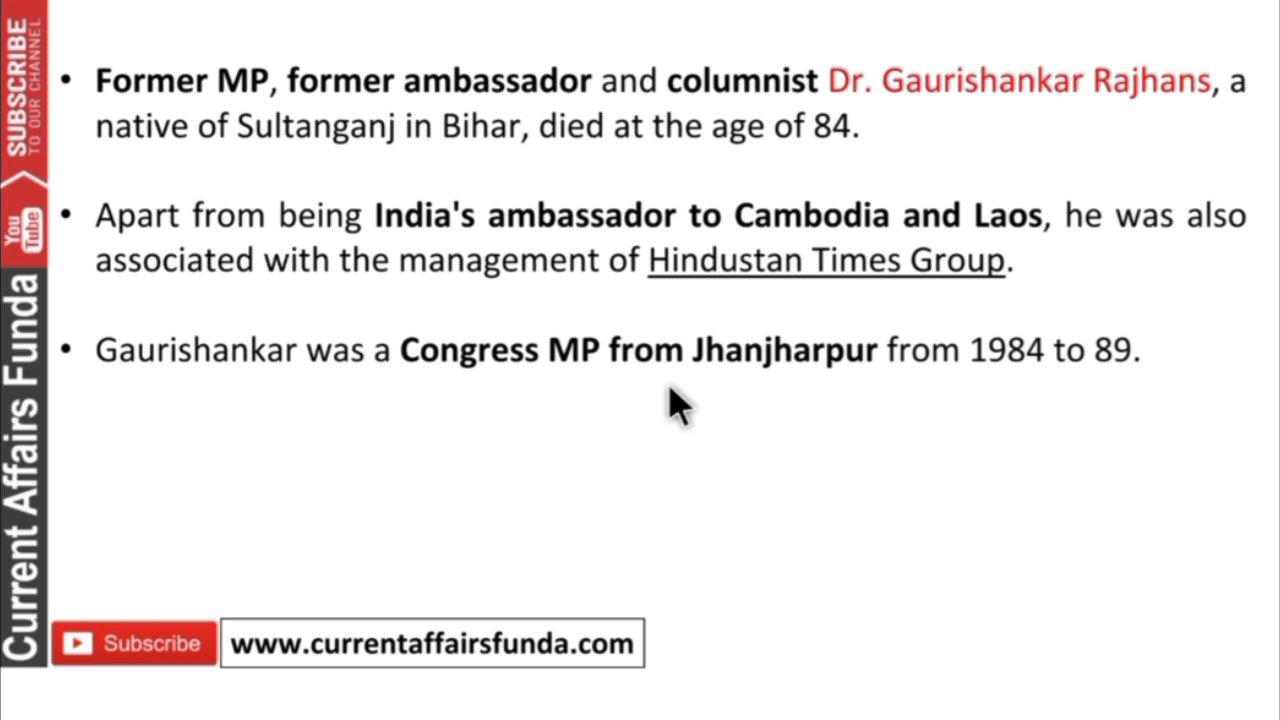 • Former MP, former ambassador and columnist Dr. Gaurishankar Rajhans, a
native of Sultanganj in Bihar, died at the age of 84.
• Apart from being India's ambassador to Cambodia and Laos, he was also
associated with the management of Hindustan Times Group.
• Gaurishankar was a Congress MP from Jhanjharpur from 1984 to 89.
SUBSCRIBE
TO OUR CHANNEL
You
Tube
Current Affairs Funda
Subscribe
www.currentaffairsfunda.com